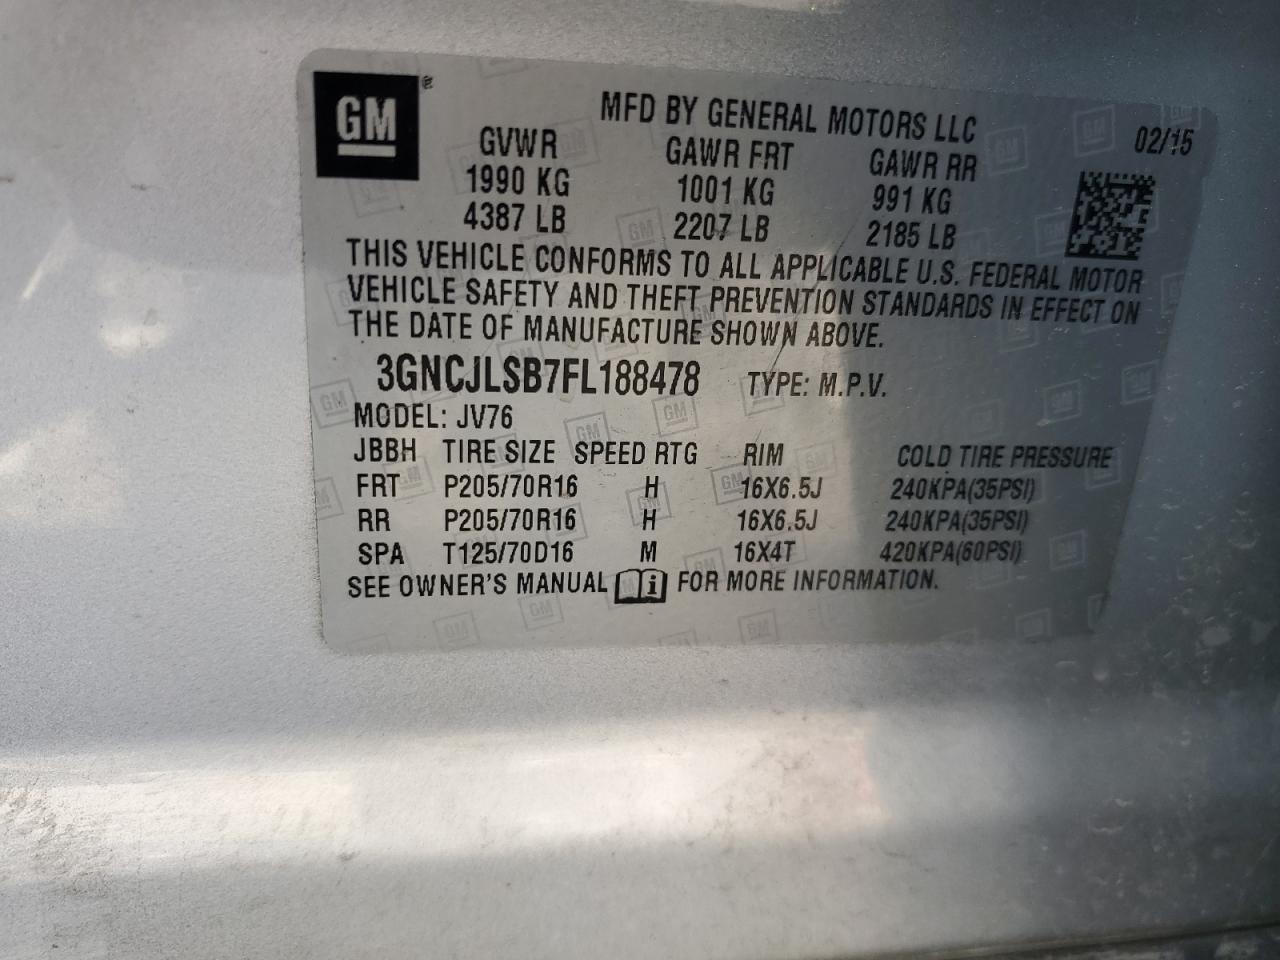 GM ®
MFD BY GENERAL MOTORS LLC
02/15
GVWR GAWR FRT GAWR RR
1990 KG 1001 KG 991 KG
4387 LB 2207 LB 2185 LB
THIS VEHICLE CONFORMS TO ALL APPLICABLE U.S. FEDERAL MOTOR
VEHICLE SAFETY AND THEFT PREVENTION STANDARDS IN EFFECT ON
THE DATE OF MANUFACTURE SHOWN ABOVE.
3GNCJLSB7FL188478 TYPE: M.P.V.
MODEL: JV76
JBBH TIRE SIZE SPEED RTG RIM COLD TIRE PRESSURE
FRT P205/70R16 H 16X6.5J 240KPA(35PSI)
RR P205/70R16 H 16X6.5J 240KPA(35PSI)
SPA T125/70D16 M 16X4T 420KPA(60PSI)
SEE OWNER'S MANUAL i FOR MORE INFORMATION.